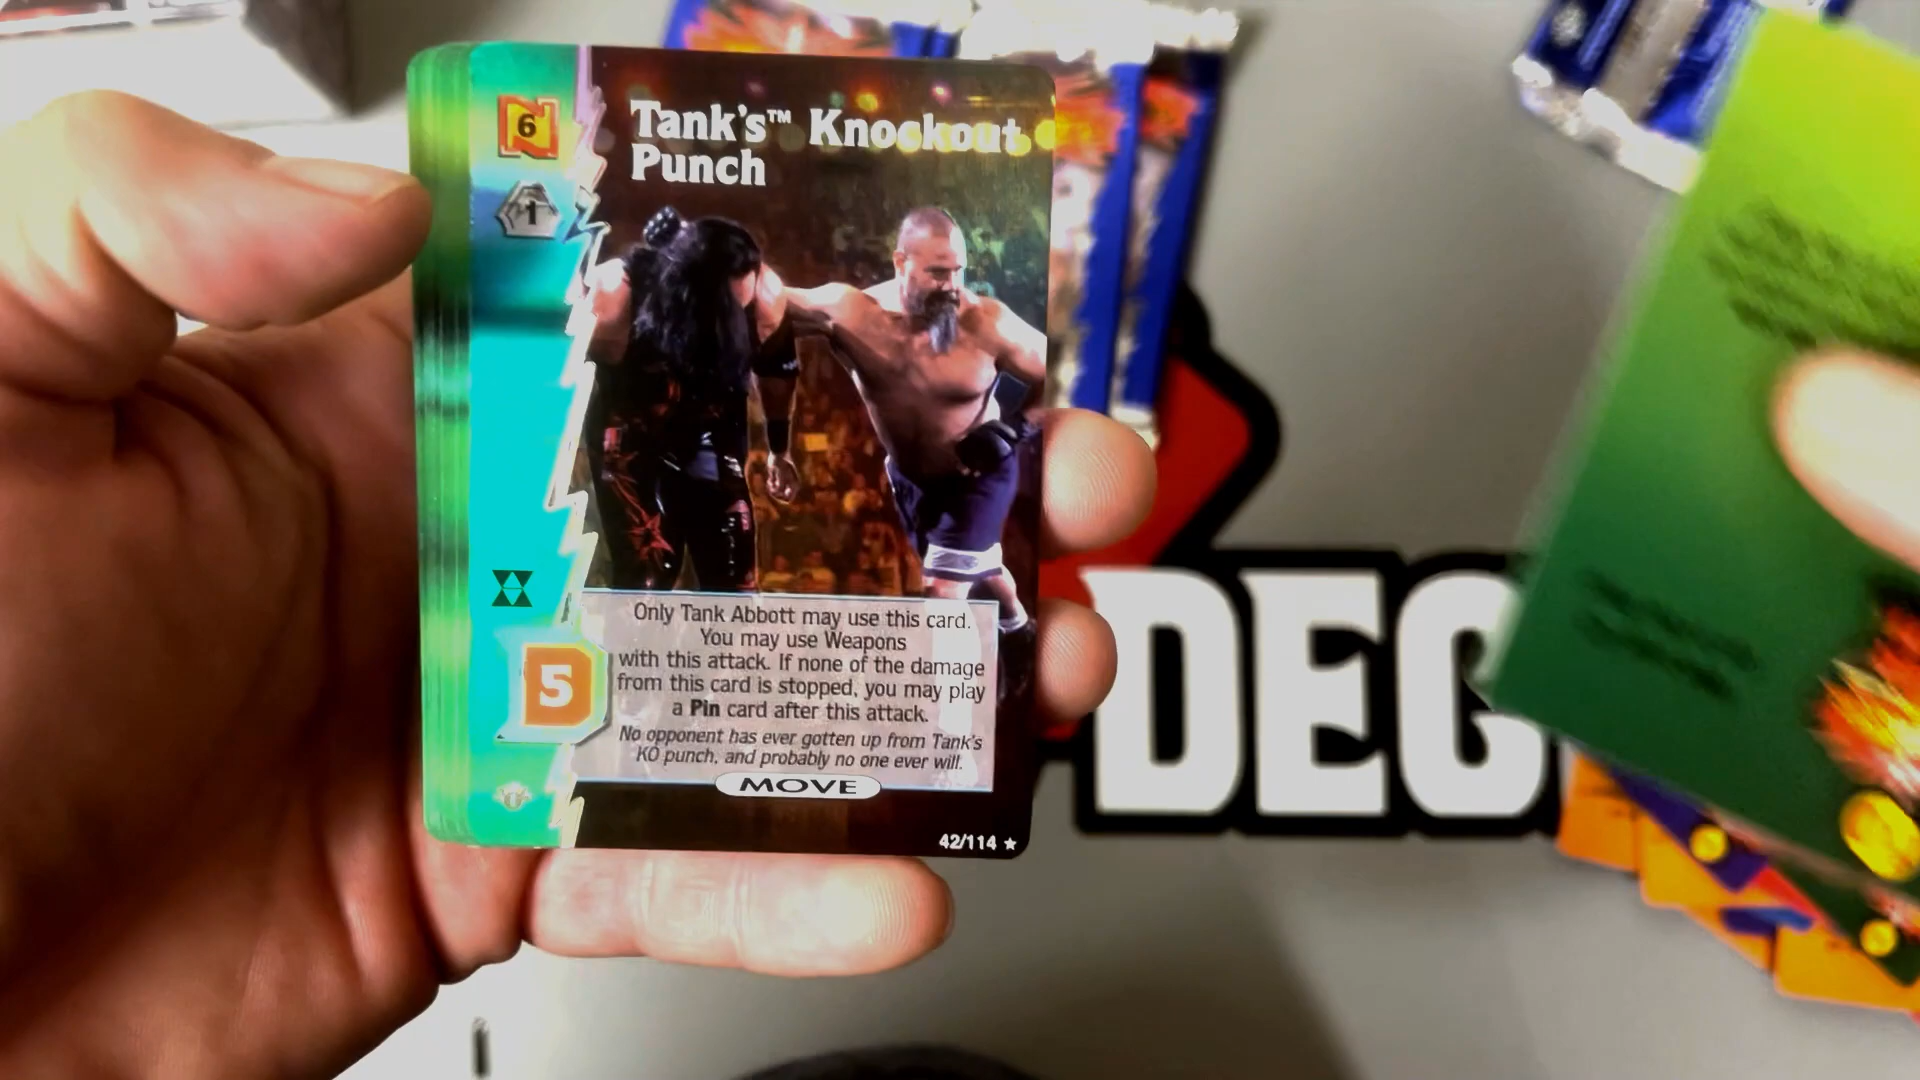 6
Tank's™ Knockout
Punch
1
Only Tank Abbott may use this card.
You may use Weapons
with this attack. If none of the damage
from this card is stopped, you may play
a Pin card after this attack.
5
No opponent has ever gotten up from Tank's
KO punch, and probably no one ever will.
MOVE
42/114 ★
DEG